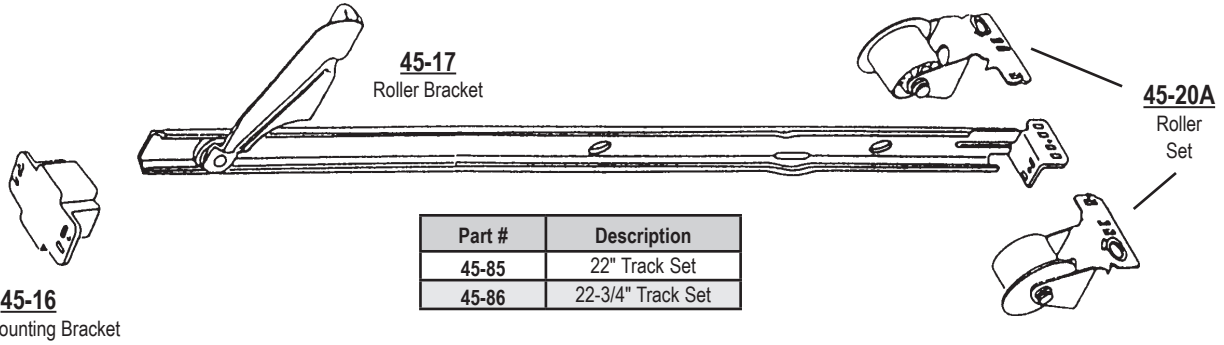 45-17
Roller Bracket
45-20A
Roller
Set
Part # Description
45-85 22" Track Set
45-86 22-3/4" Track Set
45-16
ounting Bracket